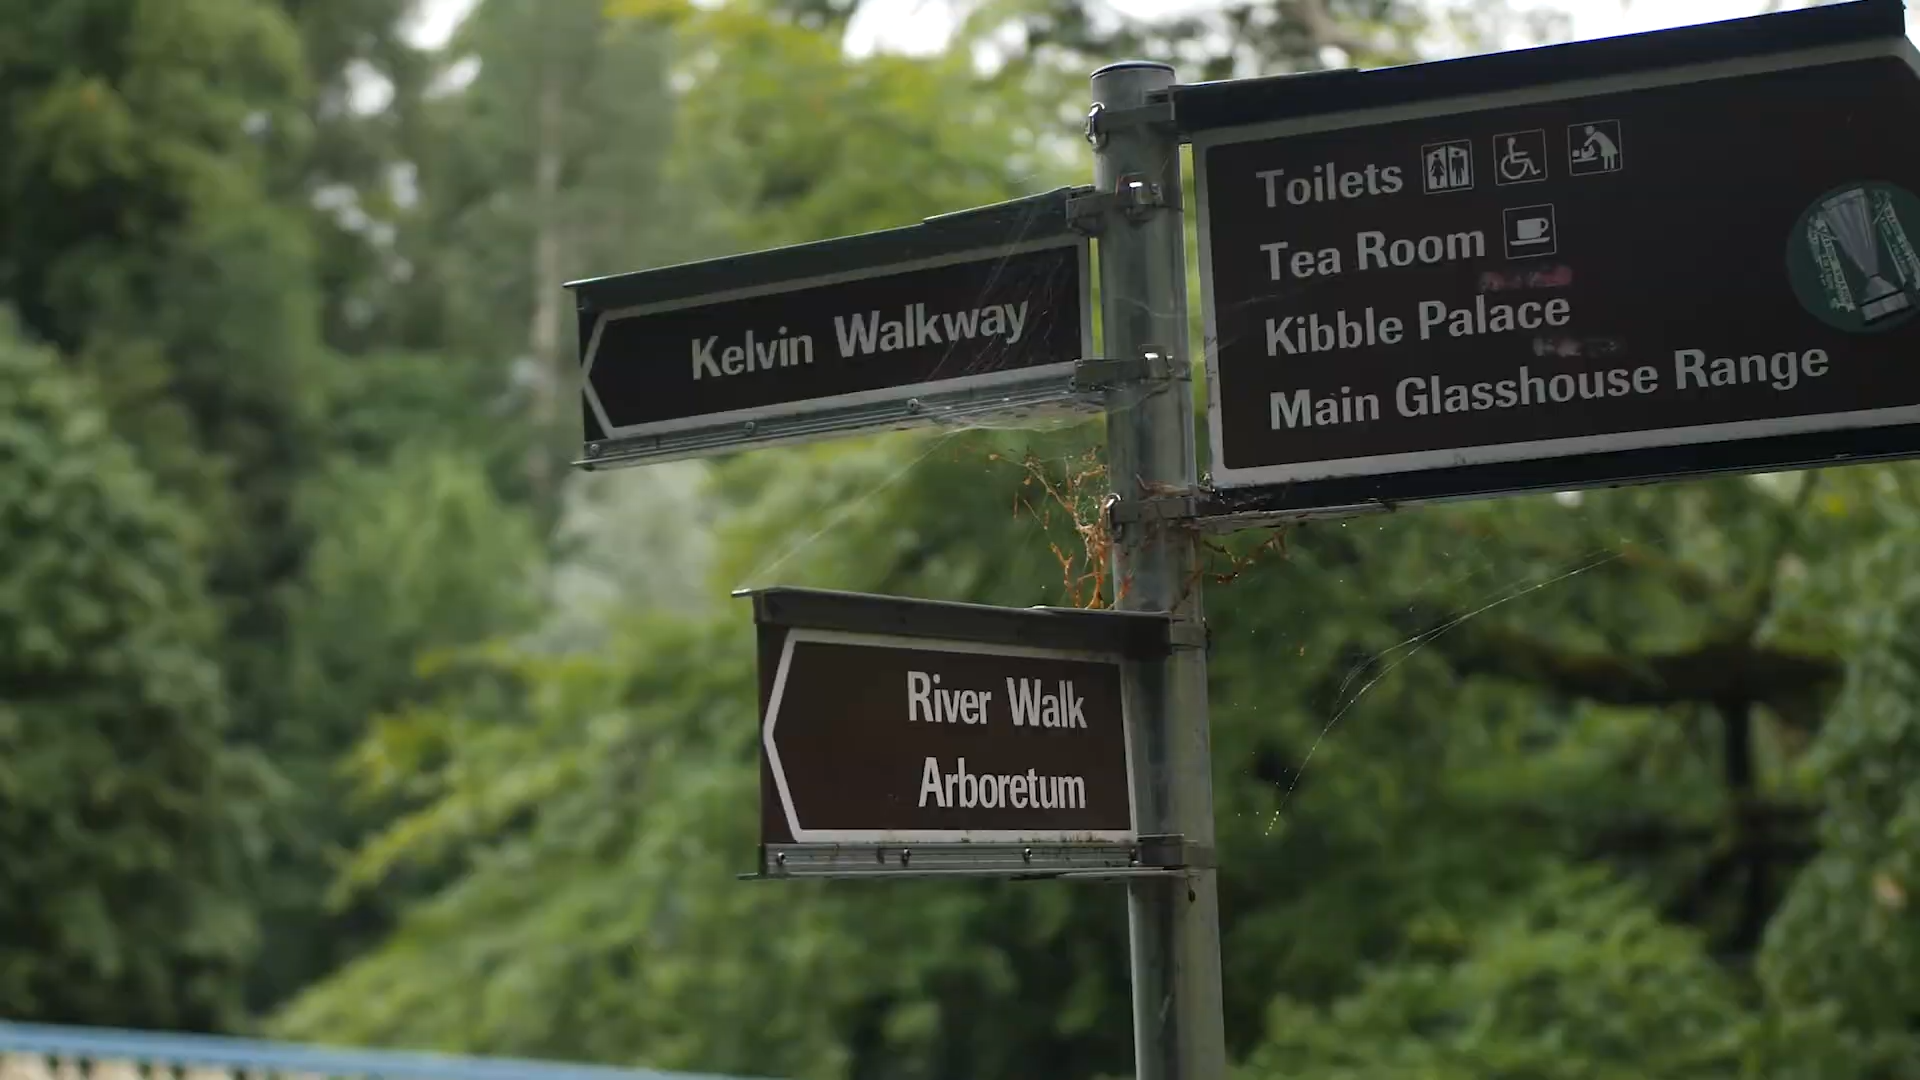 Kelvin Walkway
Toilets
Tea Room
Kibble Palace
Main Glasshouse Range
River Walk
Arboretum